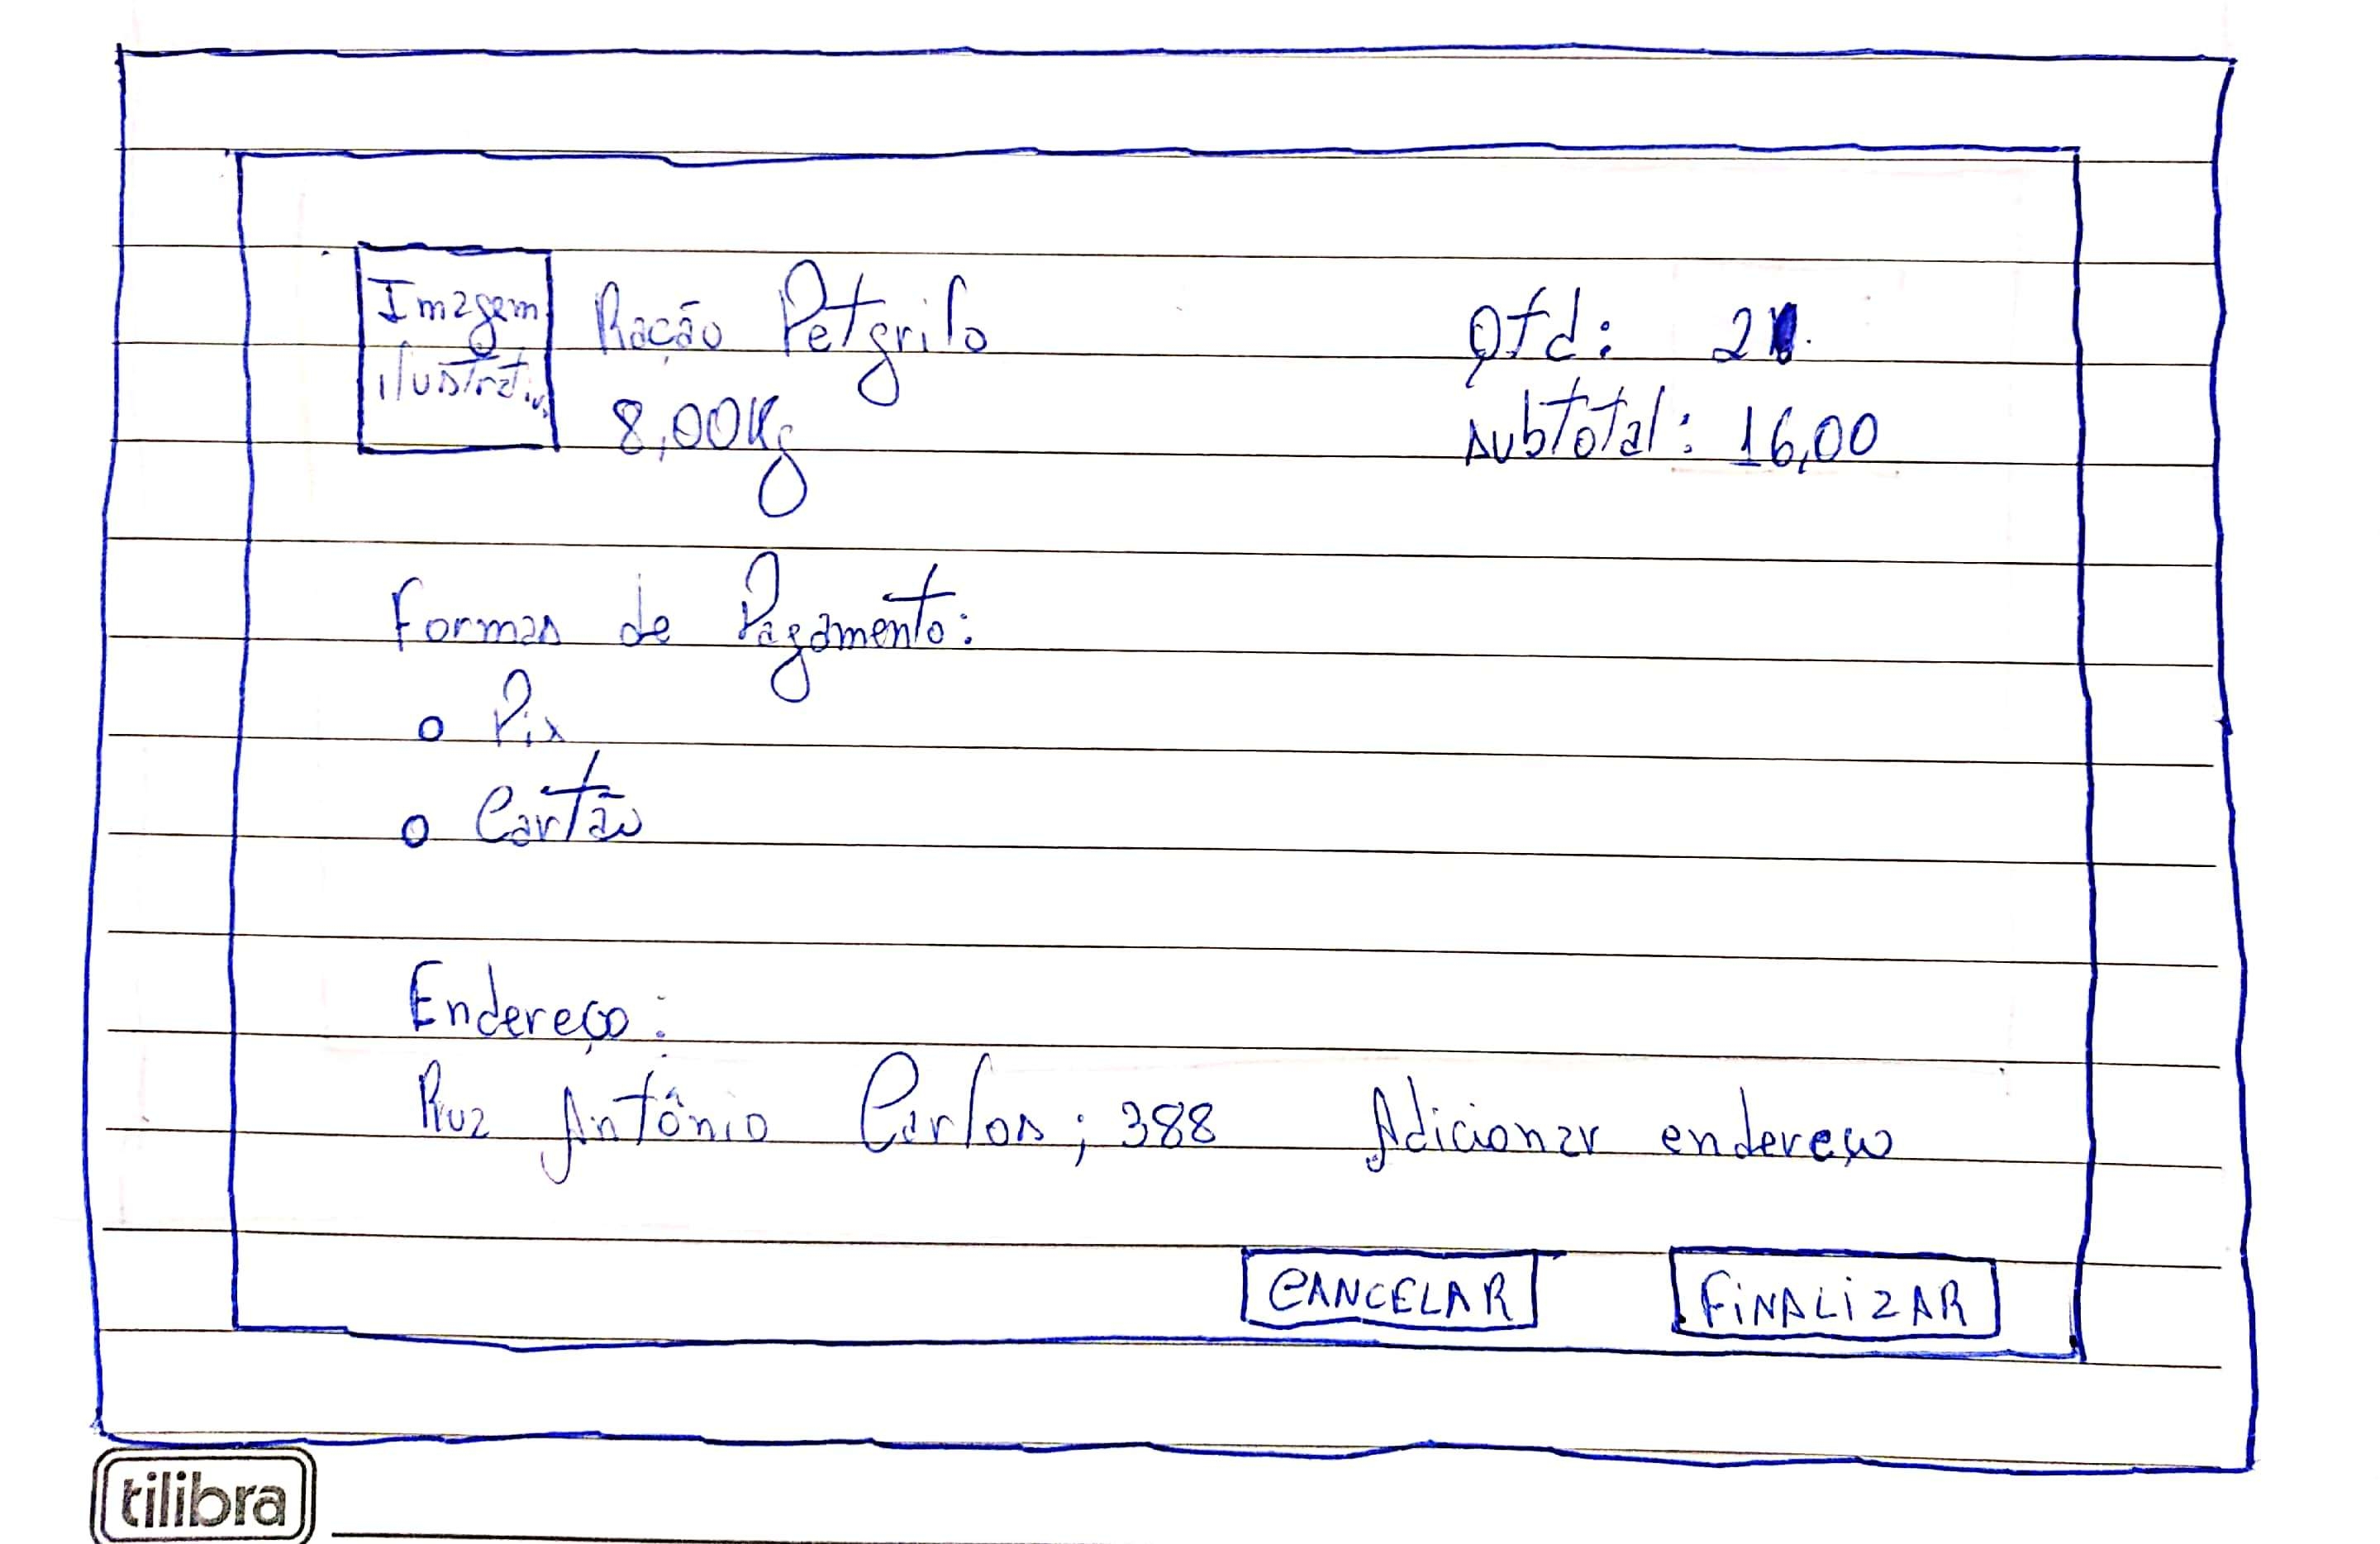 Imagem
ilustrativa
Ração Petgrilo
8,00Kg
Qtd: 2
subtotal: 16,00
Formas de Pagamento:
o Pix
o Cartão
Endereço:
Rua Antônio Carlos; 388 Adicionar endereço
CANCELAR FINALIZAR
tilibra